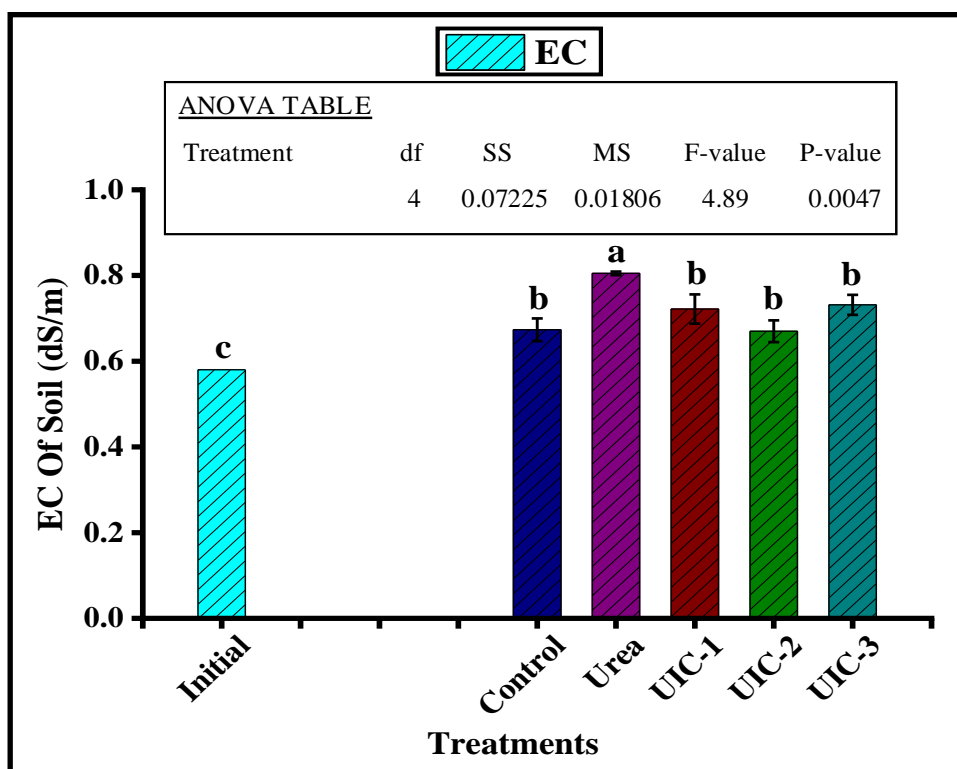 EC
ANOVA TABLE
Treatment df SS MS F-value P-value
4 0.07225 0.01806 4.89 0.0047
1.0
0.8
0.6
0.4
0.2
0.0
EC Of Soil (dS/m)
c
b
a
b
b
b
Initial
Control
Urea
UIC-1
UIC-2
UIC-3
Treatments